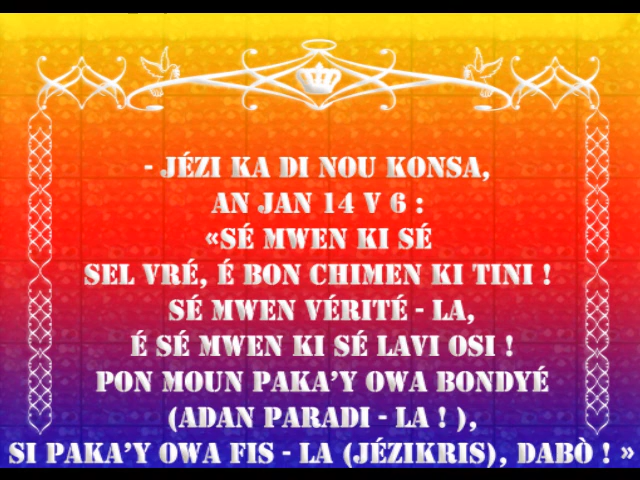 - JÉZI KA DI NOU KONSA,
AN JAN 14 V 6 :
«SÉ MWEN KI SÉ
SEL VRÉ, É BON CHIMEN KI TINI !
SÉ MWEN VÉRITÉ - LA,
É SÉ MWEN KI SÉ LAVI OSI !
PON MOUN PAKA'Y OWA BONDYÉ
(ADAN PARADI - LA ! ),
SI PAKA'Y OWA FIS - LA (JÉZIKRIS), DABÒ ! »